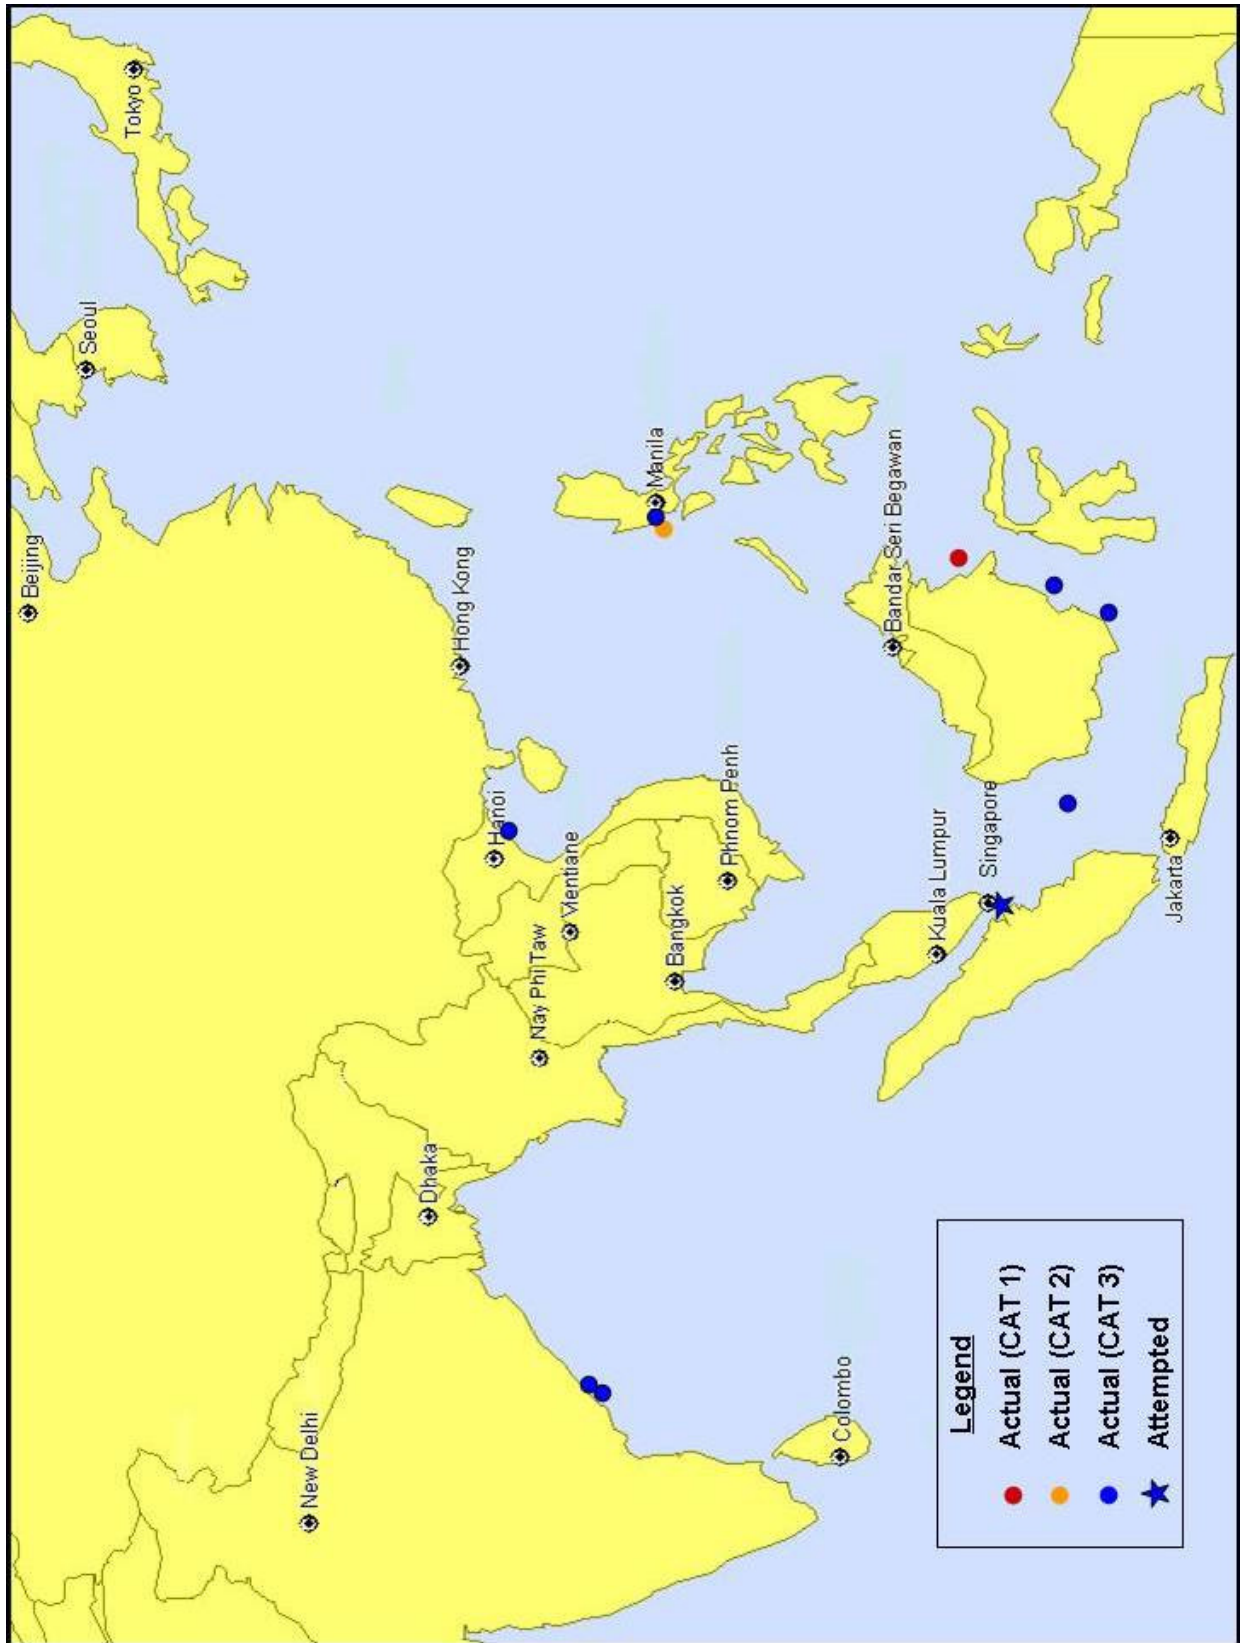 Beijing
Seoul
Tokyo
New Delhi
Dhaka
Hong Kong
Hanoi
Nay Phi Taw
Vientiane
Manila
Bangkok
Phnom Penh
Colombo
Bandar Seri Begawan
Kuala Lumpur
Singapore
Jakarta
Legend
Actual (CAT 1)
Actual (CAT 2)
Actual (CAT 3)
Attempted